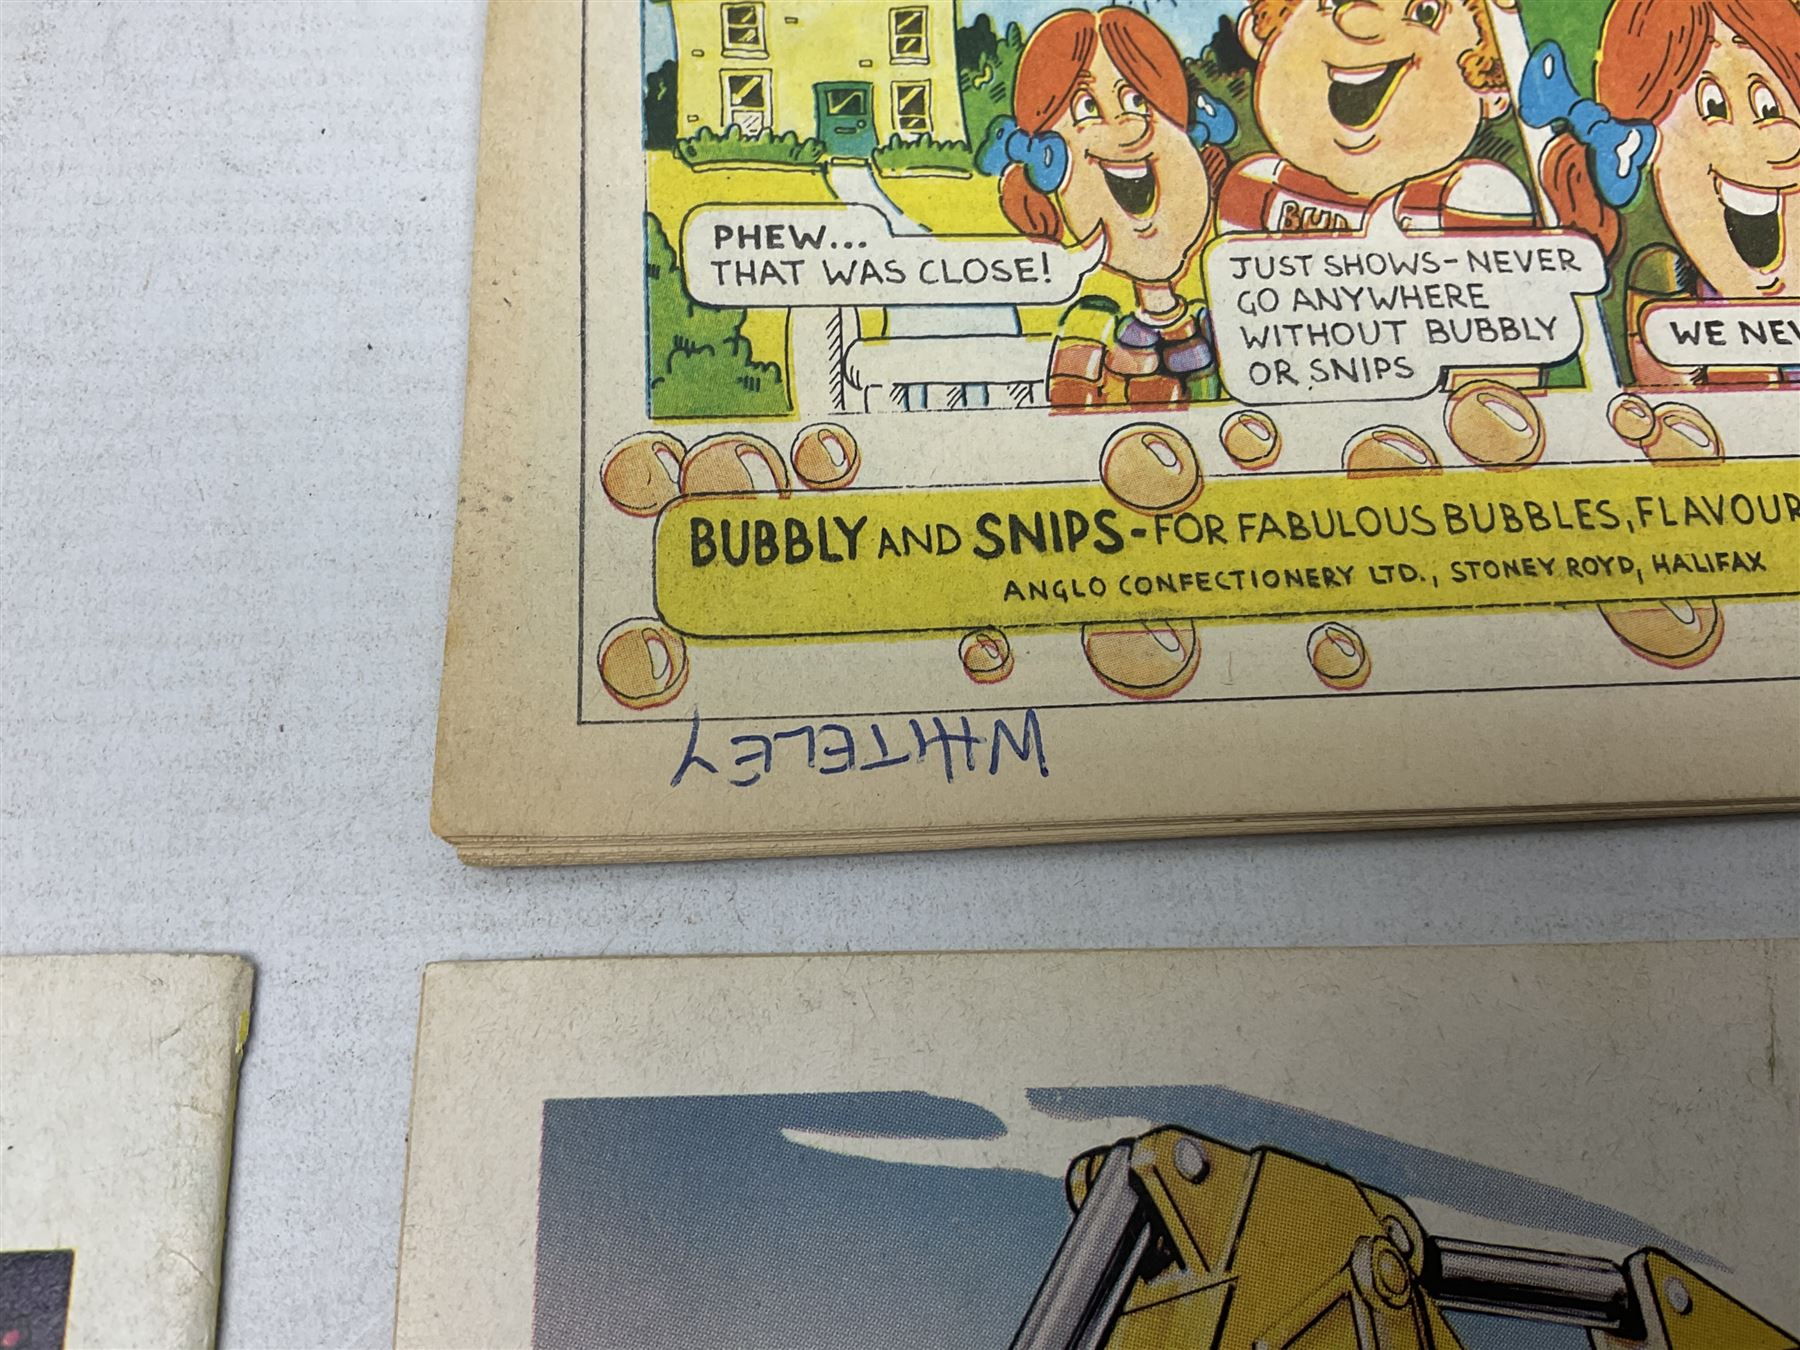 PHEW...
THAT WAS CLOSE!
BUB
JUST SHOWS-NEVER
GO ANYWHERE
WITHOUT BUBBLY
OR SNIPS
WE NEV
BUBBLY AND SNIPS-FOR FABULOUS BUBBLES, FLAVOUR
ANGLO CONFECTIONERY LTD., STONEY ROYD, HALIFAX
WHITELEY